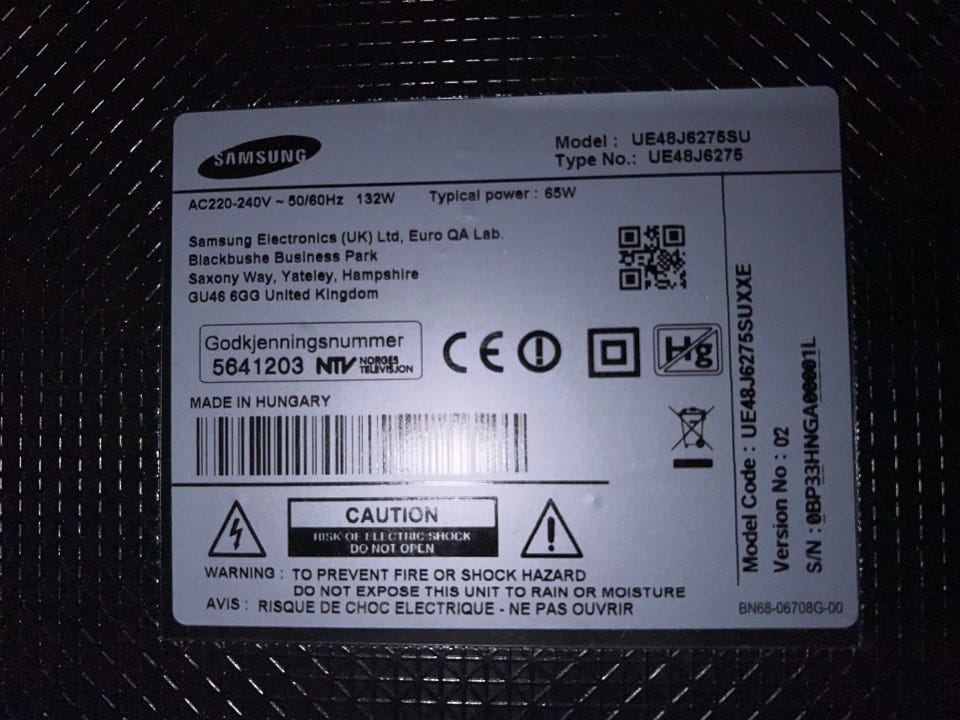 SAMSUNG
Model : UE48J6275SU
Type No.: UE48J6275
AC220-240V ~ 50/60Hz 132W Typical power : 65W
Samsung Electronics (UK) Ltd, Euro QA Lab.
Blackbushe Business Park
Saxony Way, Yateley, Hampshire
GU46 6GG United Kingdom
Godkjenningsnummer
5641203 NTV NORGES TELEVISJON
CE
Hg
MADE IN HUNGARY
CAUTION
RISK OF ELECTRIC SHOCK
DO NOT OPEN
WARNING : TO PREVENT FIRE OR SHOCK HAZARD
DO NOT EXPOSE THIS UNIT TO RAIN OR MOISTURE
AVIS : RISQUE DE CHOC ELECTRIQUE - NE PAS OUVRIR
Model Code : UE48J6275SUXXE
Version No : 02
S/N : 0BP33HNGA00001L
BN68-06708G-00